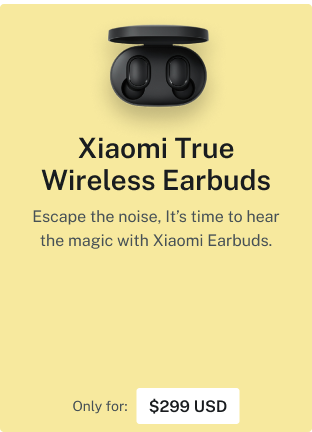 Xiaomi True
Wireless Earbuds
Escape the noise, It’s time to hear
the magic with Xiaomi Earbuds.
Only for: $299 USD